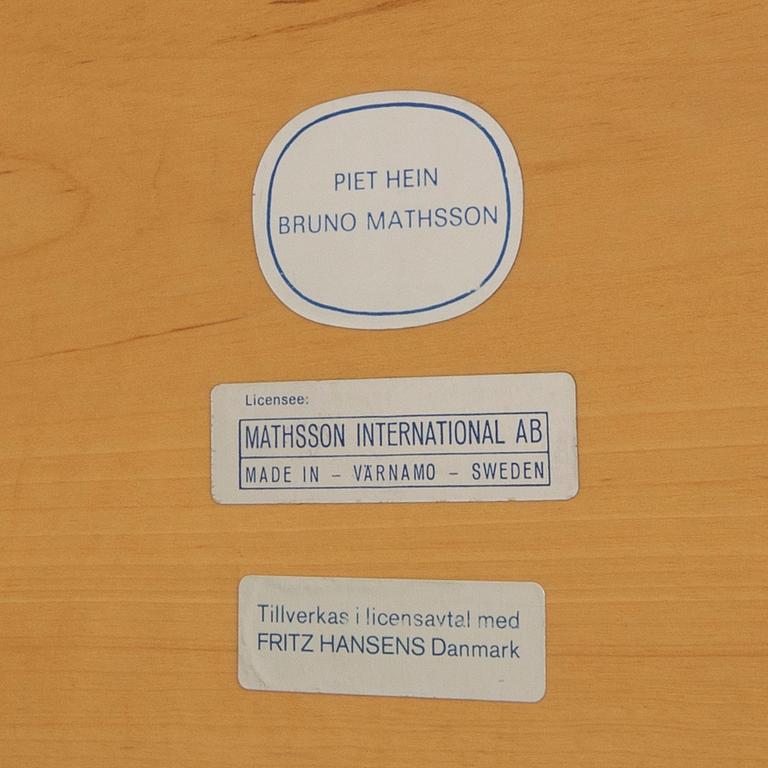 PIET HEIN
BRUNO MATHSSON
Licensee:
MATHSSON INTERNATIONAL AB
MADE IN – VÄRNAMO – SWEDEN
Tillverkas i licensavtal med
FRITZ HANSENS Danmark